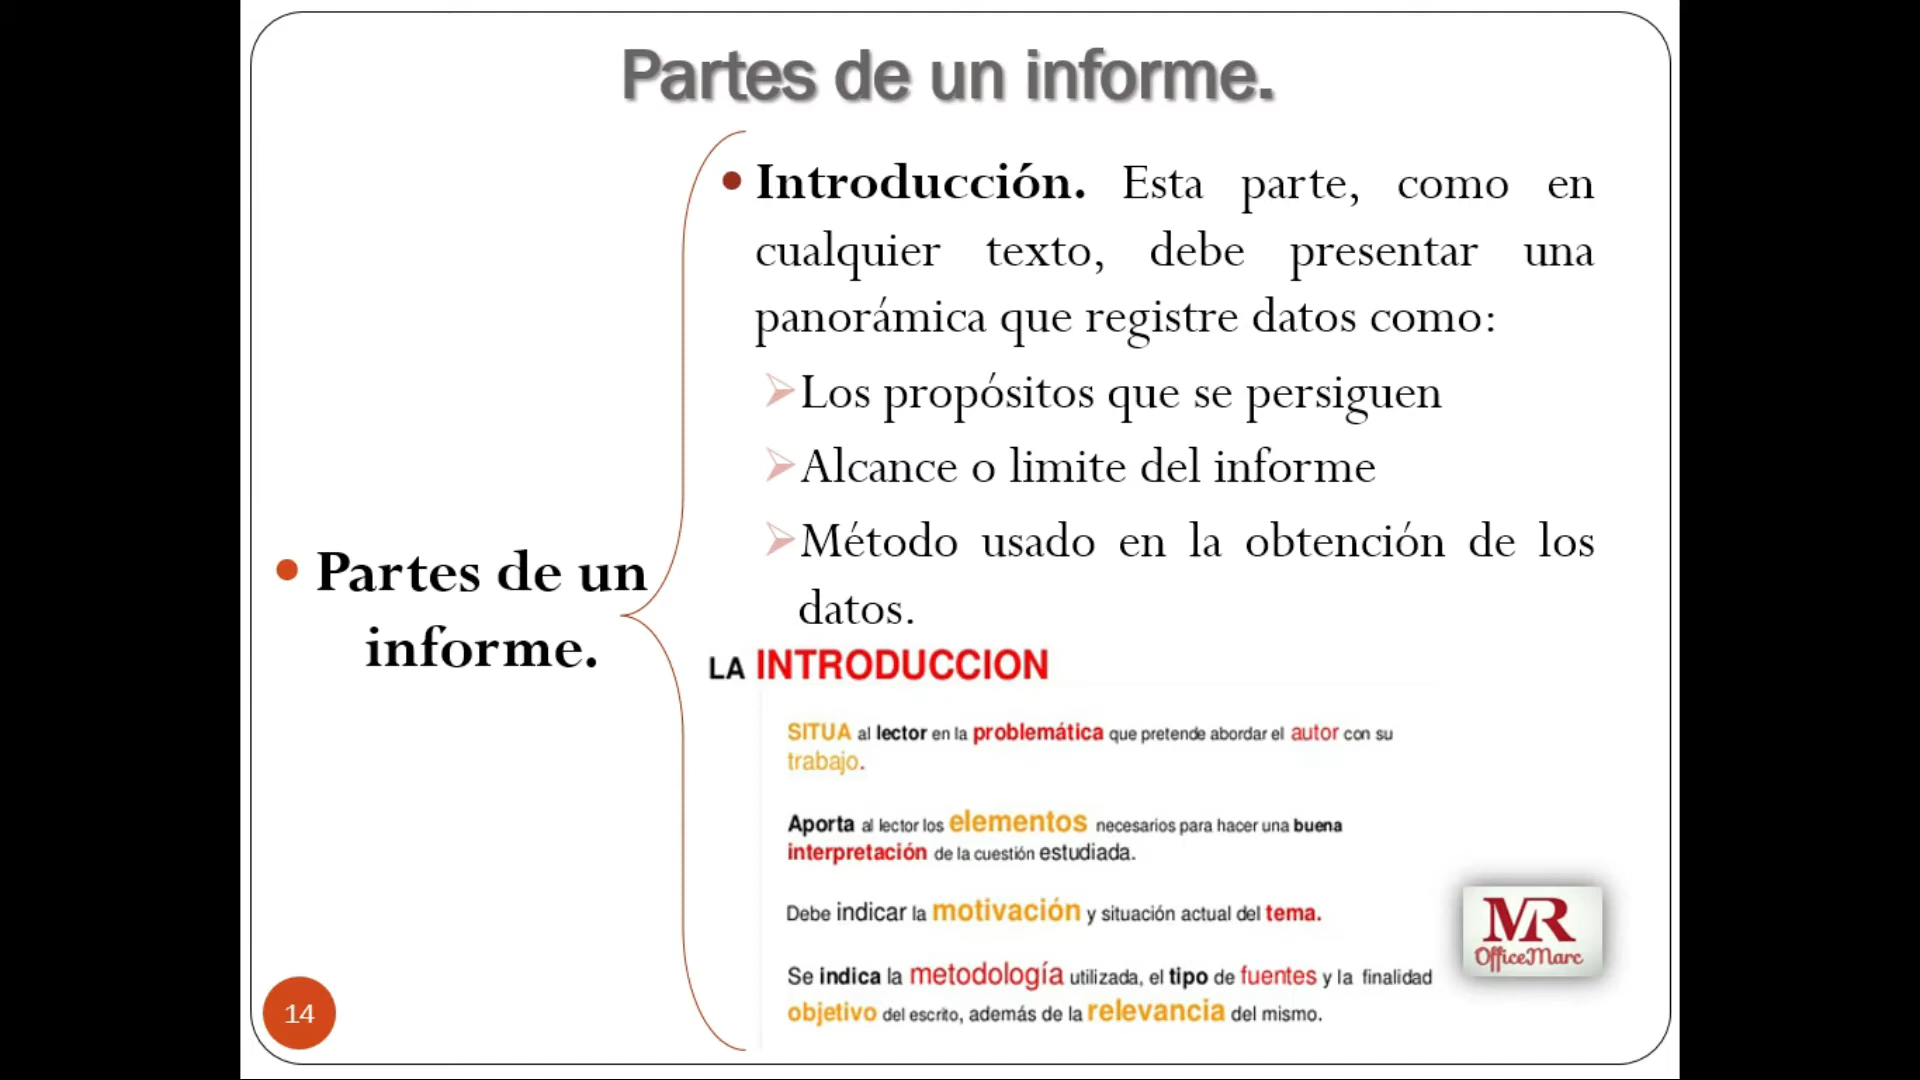 Partes de un informe.
• Introducción. Esta parte, como en
cualquier texto, debe presentar una
panorámica que registre datos como:
➢Los propósitos que se persiguen
➢Alcance o limite del informe
➢Método usado en la obtención de los
datos.
• Partes de un
informe.
LA INTRODUCCION
SITUA al lector en la problemática que pretende abordar el autor con su
trabajo.
Aporta al lector los elementos necesarios para hacer una buena
interpretación de la cuestión estudiada.
Debe indicar la motivación y situación actual del tema.
Se indica la metodología utilizada, el tipo de fuentes y la finalidad
objetivo del escrito, además de la relevancia del mismo.
MR
OfficeMarc
14